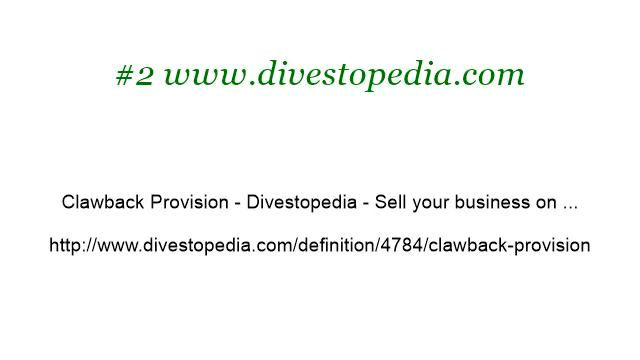 #2 www.divestopedia.com
Clawback Provision - Divestopedia - Sell your business on ...
http://www.divestopedia.com/definition/4784/clawback-provision